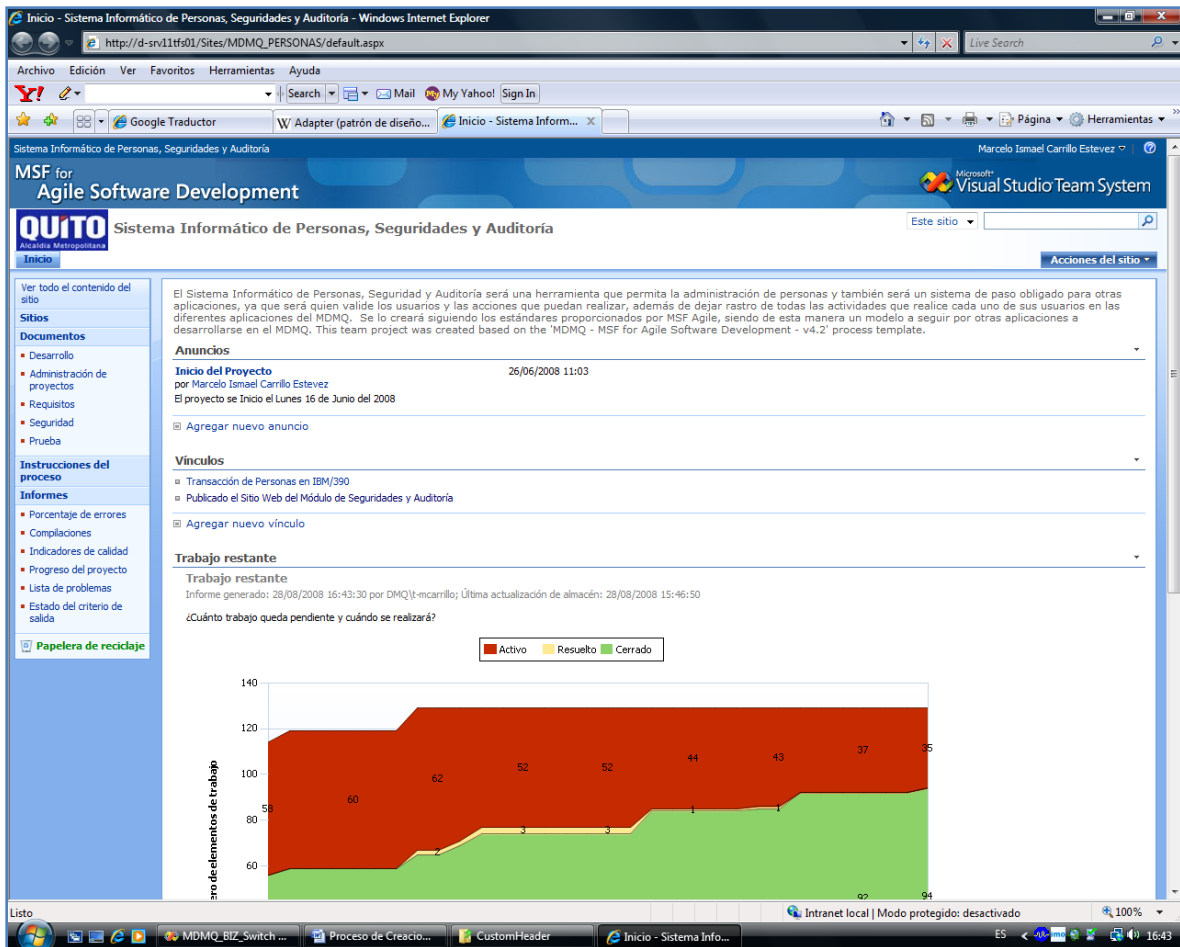 Inicio - Sistema Informático de Personas, Seguridades y Auditoría - Windows Internet Explorer
http://d-srv11tfs01/Sites/MDMQ_PERSONAS/default.aspx
Live Search
Archivo Edición Ver Favoritos Herramientas Ayuda
Y! Search Mail My Yahoo! Sign In
Google Traductor
Adapter (patrón de diseño...
Inicio - Sistema Inform...
Página Herramientas
Sistema Informático de Personas, Seguridades y Auditoría
Marcelo Ismael Carrillo Estevez
MSF for
Agile Software Development
Microsoft
Visual Studio Team System
QUITO
Alcaldía Metropolitana
Sistema Informático de Personas, Seguridades y Auditoría
Este sitio
Inicio
Acciones del sitio
Ver todo el contenido del
sitio
Sitios
Documentos
Desarrollo
Administración de
proyectos
Requisitos
Seguridad
Prueba
Instrucciones del
proceso
Informes
Porcentaje de errores
Compilaciones
Indicadores de calidad
Progreso del proyecto
Lista de problemas
Estado del criterio de
salida
Papelera de reciclaje
El Sistema Informático de Personas, Seguridad y Auditoría será una herramienta que permita la administración de personas y también será un sistema de paso obligado para otras
aplicaciones, ya que será quien valide los usuarios y las acciones que puedan realizar, además de dejar rastro de todas las actividades que realice cada uno de sus usuarios en las
diferentes aplicaciones del MDMQ. Se lo creará siguiendo los estándares proporcionados por MSF Agile, siendo de esta manera un modelo a seguir por otras aplicaciones a
desarrollarse en el MDMQ. This team project was created based on the 'MDMQ - MSF for Agile Software Development - v4.2' process template.
Anuncios
Inicio del Proyecto 26/06/2008 11:03
por Marcelo Ismael Carrillo Estevez
El proyecto se Inicio el Lunes 16 de Junio del 2008
Agregar nuevo anuncio
Vínculos
Transacción de Personas en IBM/390
Publicado el Sitio Web del Módulo de Seguridades y Auditoría
Agregar nuevo vínculo
Trabajo restante
Trabajo restante
Informe generado: 28/08/2008 16:43:30 por DMQ\t-mcarrillo; Última actualización de almacén: 28/08/2008 15:46:50
¿Cuánto trabajo queda pendiente y cuándo se realizará?
Activo Resuelto Cerrado
140
120
100
80
60
ero deelementos de trabajo
58 60 62 52 52 44 43 37 35
2 3 3 1 1
92 94
Listo
Intranet local | Modo protegido: desactivado
100%
MDMQ_BIZ_Switch ...
Proceso de Creacio...
CustomHeader
Inicio - Sistema Info...
ES
16:43